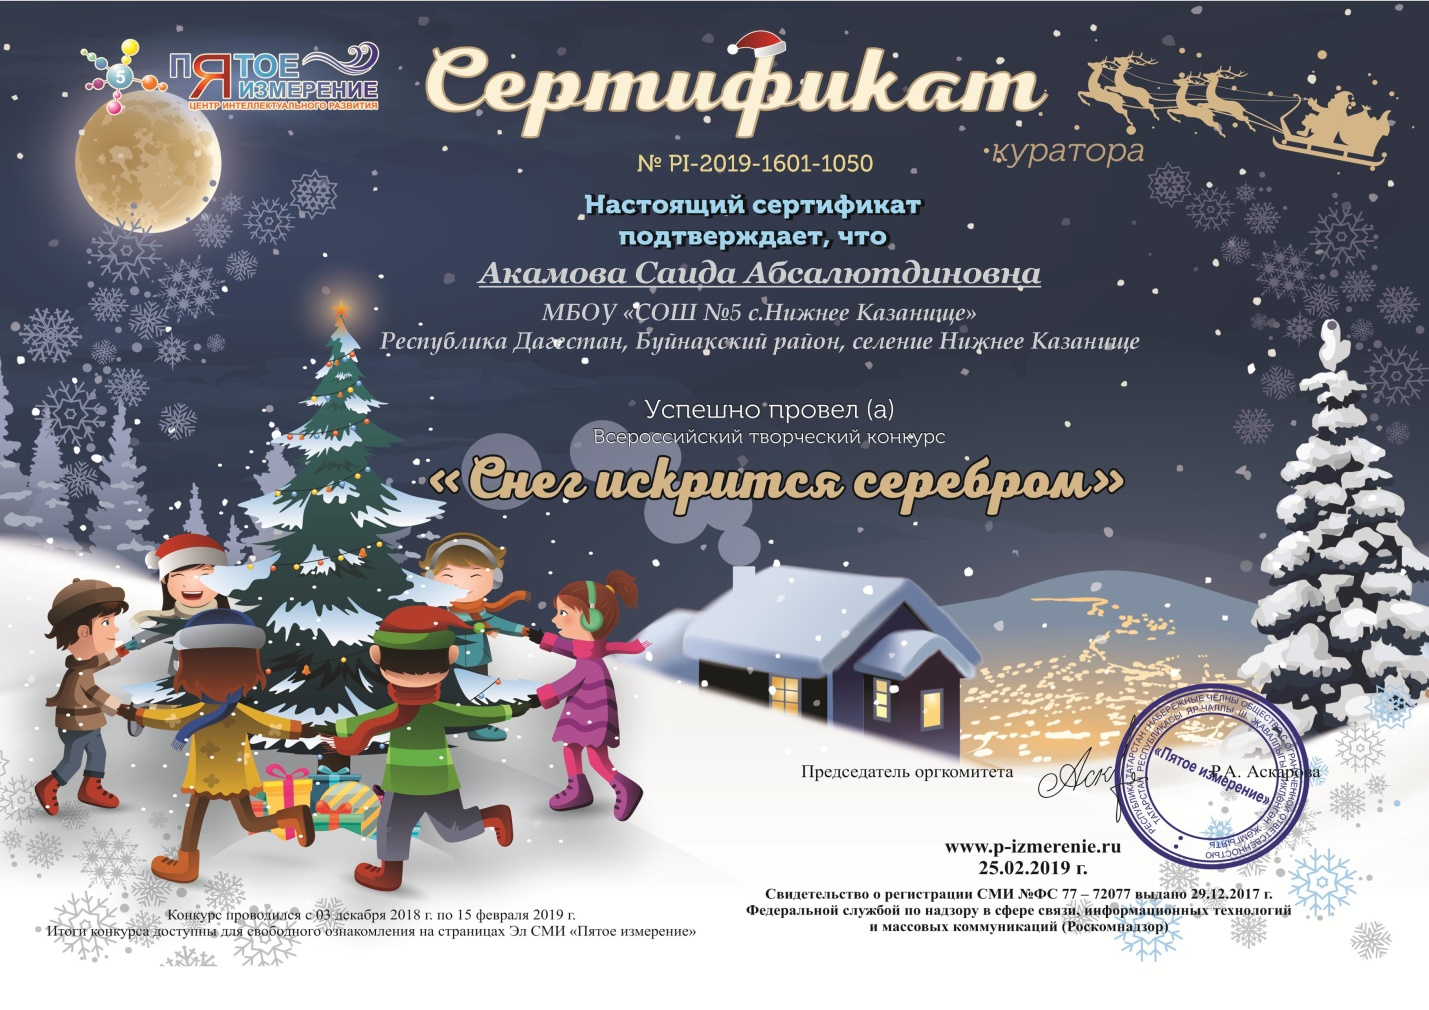 5 ПЯТОЕ
ИЗМЕРЕНИЕ
ЦЕНТР ИНТЕЛЛЕКТУАЛЬНОГО РАЗВИТИЯ
Сертификат
куратора
№ PI-2019-1601-1050
Настоящий сертификат
подтверждает, что
Акамова Саида Абсалютдиновна
МБОУ «СОШ №5 с.Нижнее Казанище»
Республика Дагестан, Буйнакский район, селение Нижнее Казанище
Успешно провел (а)
Всероссийский творческий конкурс
«Снег искрится серебром»
Председатель оргкомитета
Р.А. Аскарова
«Пятое измерение»
www.p-izmerenie.ru
25.02.2019 г.
Свидетельство о регистрации СМИ №ФС 77 – 72077 выдано 29.12.2017 г.
Федеральной службой по надзору в сфере связи, информационных технологий
и массовых коммуникаций (Роскомнадзор)
Конкурс проводился с 03 декабря 2018 г. по 15 февраля 2019 г.
Итоги конкурса доступны для свободного ознакомления на страницах Эл СМИ «Пятое измерение»